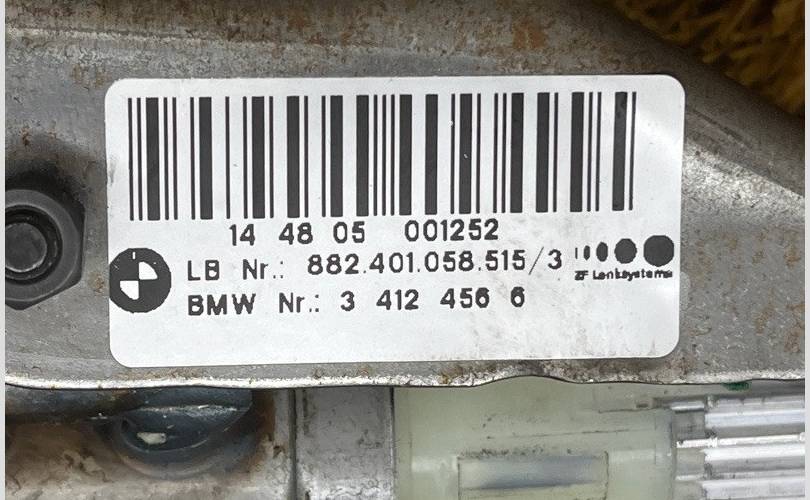 14 48 05 001252
LB Nr.: 882.401.058.515/3
ZF Lenksysteme
BMW Nr.: 3 412 456 6